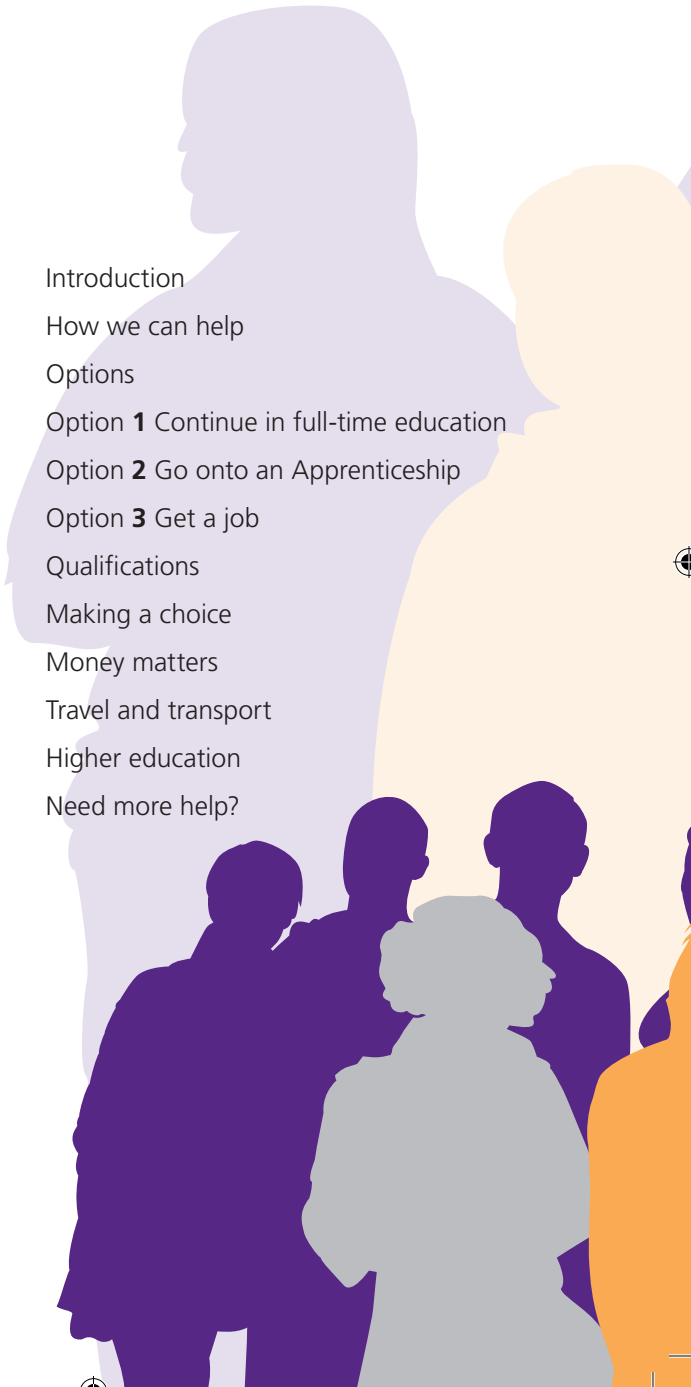 Introduction
How we can help
Options
Option 1 Continue in full-time education
Option 2 Go onto an Apprenticeship
Option 3 Get a job
Qualifications
Making a choice
Money matters
Travel and transport
Higher education
Need more help?